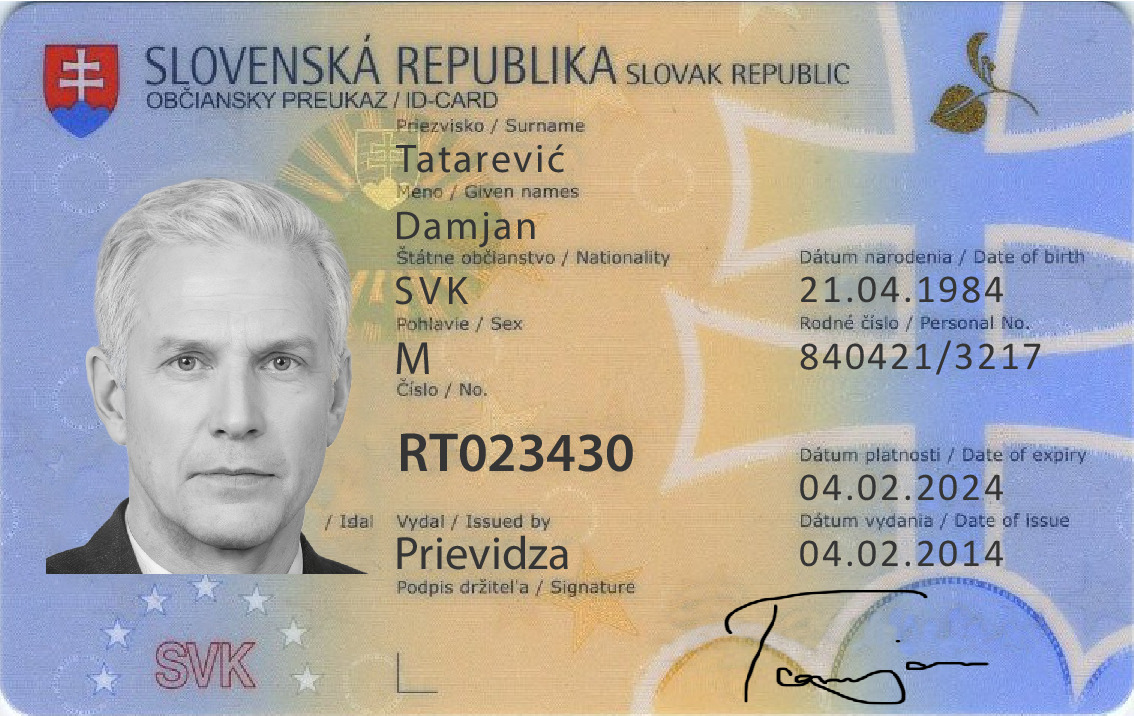 SLOVENSKÁ REPUBLIKA SLOVAK REPUBLIC
OBČIANSKY PREUKAZ / ID-CARD
Priezvisko / Surname
Tatarević
Meno / Given names
Damjan
Štátne občianstvo / Nationality
SVK
Dátum narodenia / Date of birth
21.04.1984
Pohlavie / Sex
M
Rodné číslo / Personal No.
840421/3217
Číslo / No.
RT023430
Dátum platnosti / Date of expiry
04.02.2024
/ Isal Vydal / Issued by
Prievidza
Dátum vydania / Date of issue
04.02.2014
Podpis držiteľa / Signature
SVK